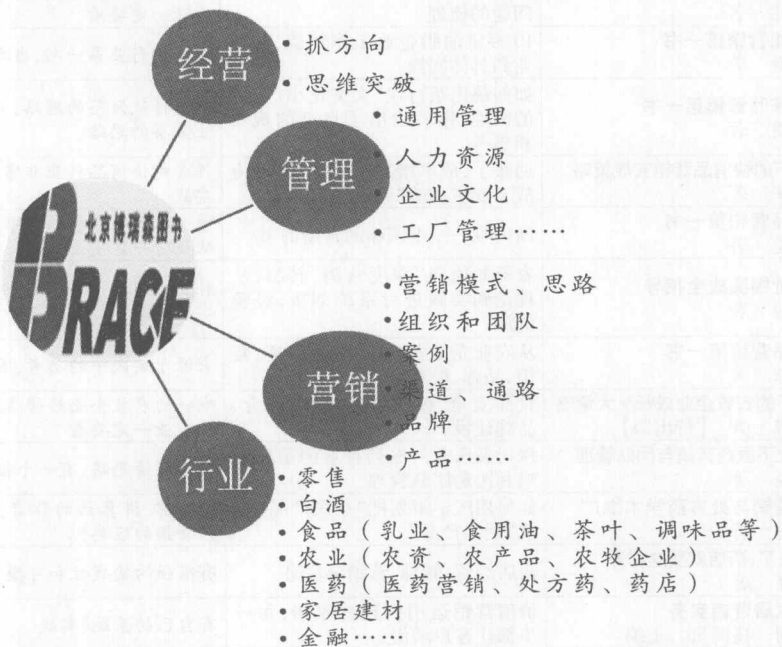 经营
· 抓方向
· 思维突破
管理
· 通用管理
· 人力资源
· 企业文化
· 工厂管理……
北京博瑞森图书
BRACE
营销
· 营销模式、思路
· 组织和团队
· 案例
· 渠道、通路
· 品牌
· 产品……
行业
· 零售
· 白酒
· 食品(乳业、食用油、茶叶、调味品等)
· 农业(农资、农产品、农牧企业)
· 医药(医药营销、处方药、药店)
· 家居建材
· 金融……